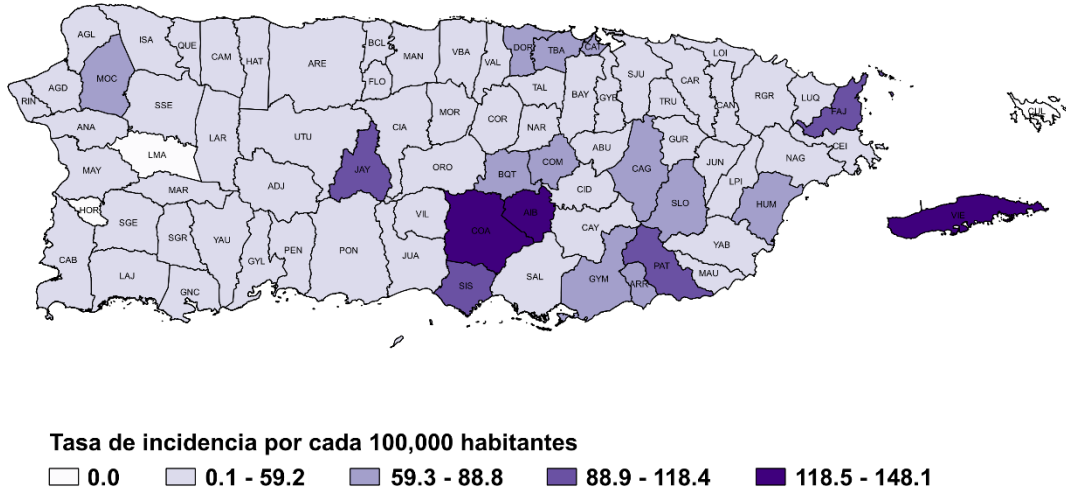 AGL
ISA
QUE
CAM
HAT
ARE
BCL
MAN
VBA
VAL
DOR
TBA
CAT
LOI
MOC
FLO
TAL
BAY
GYB
SJU
CAR
CAN
RGR
LUQ
FAJ
RIN
AGD
SSE
TRU
CUL
ANA
LAR
UTU
CIA
MOR
COR
NAR
ABU
GUR
JUN
NAG
CEI
LMA
MAY
JAY
ORO
BQT
COM
CAG
LPI
MAR
ADJ
CID
SLO
HUM
HOR
SGE
VIL
COA
AIB
CAY
VIE
CAB
SGR
YAU
GYL
PEN
PON
JUA
YAB
LAJ
GNC
SIS
SAL
GYM
ARR
PAT
MAU
Tasa de incidencia por cada 100,000 habitantes
0.0 0.1 - 59.2 59.3 - 88.8 88.9 - 118.4 118.5 - 148.1